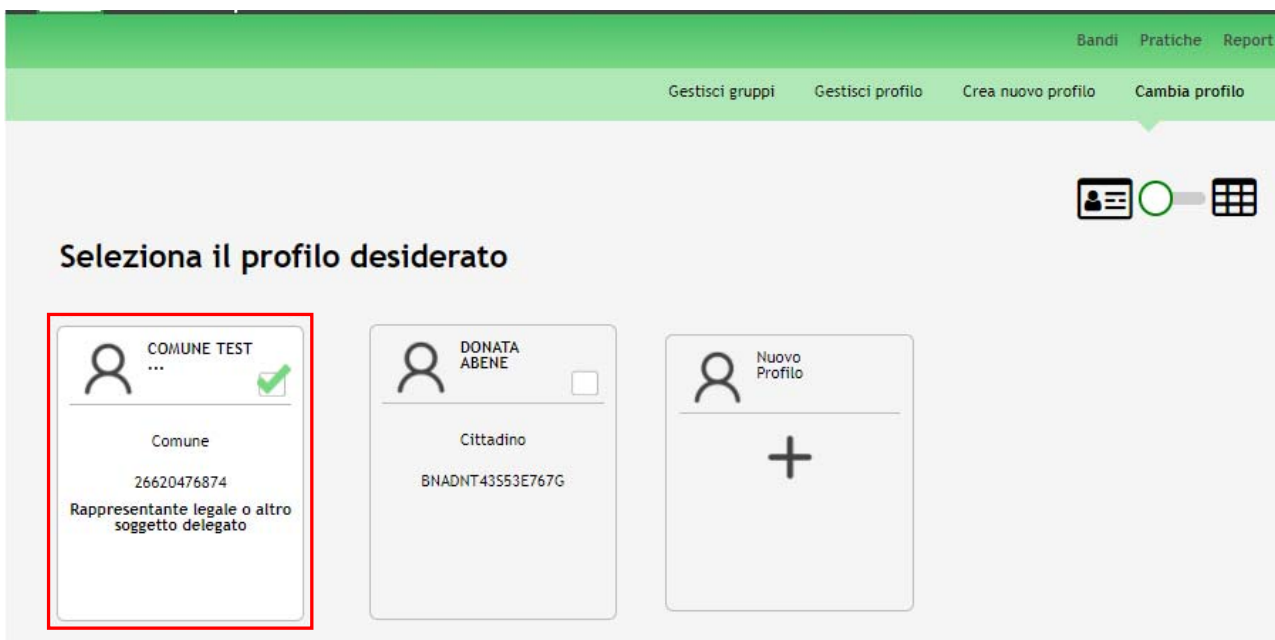 Bandi Pratiche Report
Gestisci gruppi Gestisci profilo Crea nuovo profilo Cambia profilo
Seleziona il profilo desiderato
COMUNE TEST
...
Comune
26620476874
Rappresentante legale o altro
soggetto delegato
DONATA
ABENE
Cittadino
BNADNT43S53E767G
Nuovo
Profilo